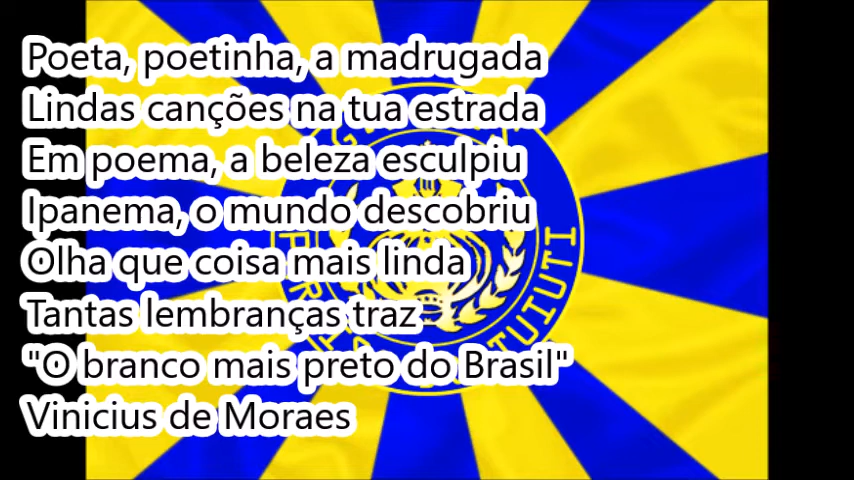 Poeta, poetinha, a madrugada
Lindas canções na tua estrada
Em poema, a beleza esculpiu
Ipanema, o mundo descobriu
Olha que coisa mais linda
Tantas lembranças traz
"O branco mais preto do Brasil"
Vinicius de Moraes
TUIUTI